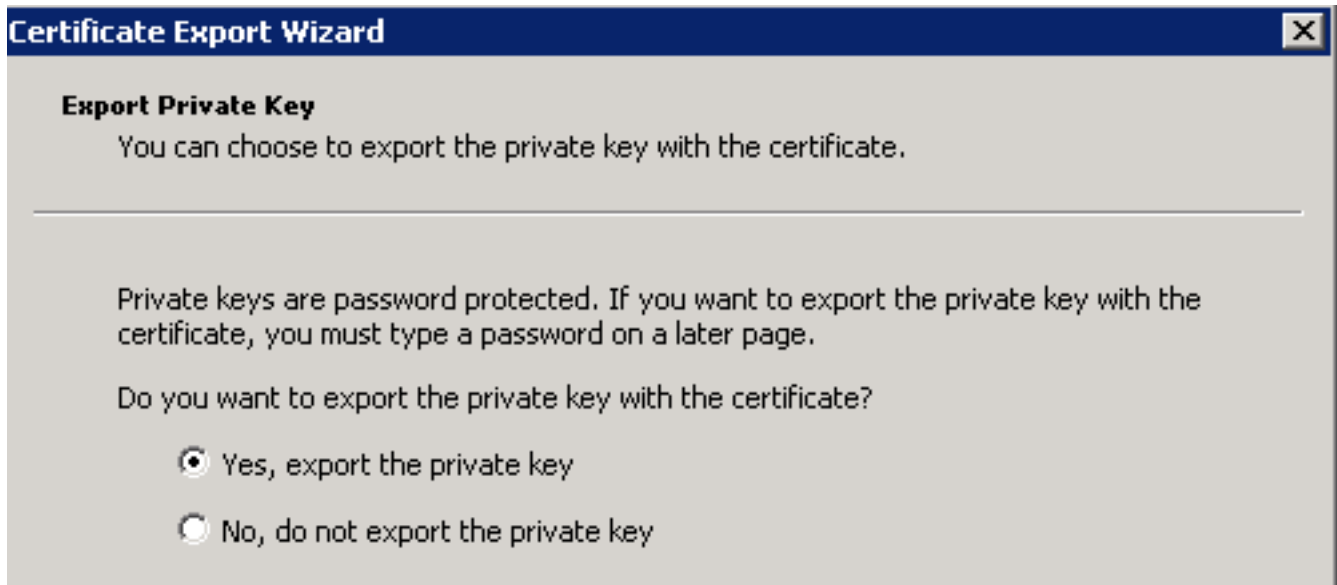 Certificate Export Wizard
Export Private Key
You can choose to export the private key with the certificate.
Private keys are password protected. If you want to export the private key with the
certificate, you must type a password on a later page.
Do you want to export the private key with the certificate?
Yes, export the private key
No, do not export the private key